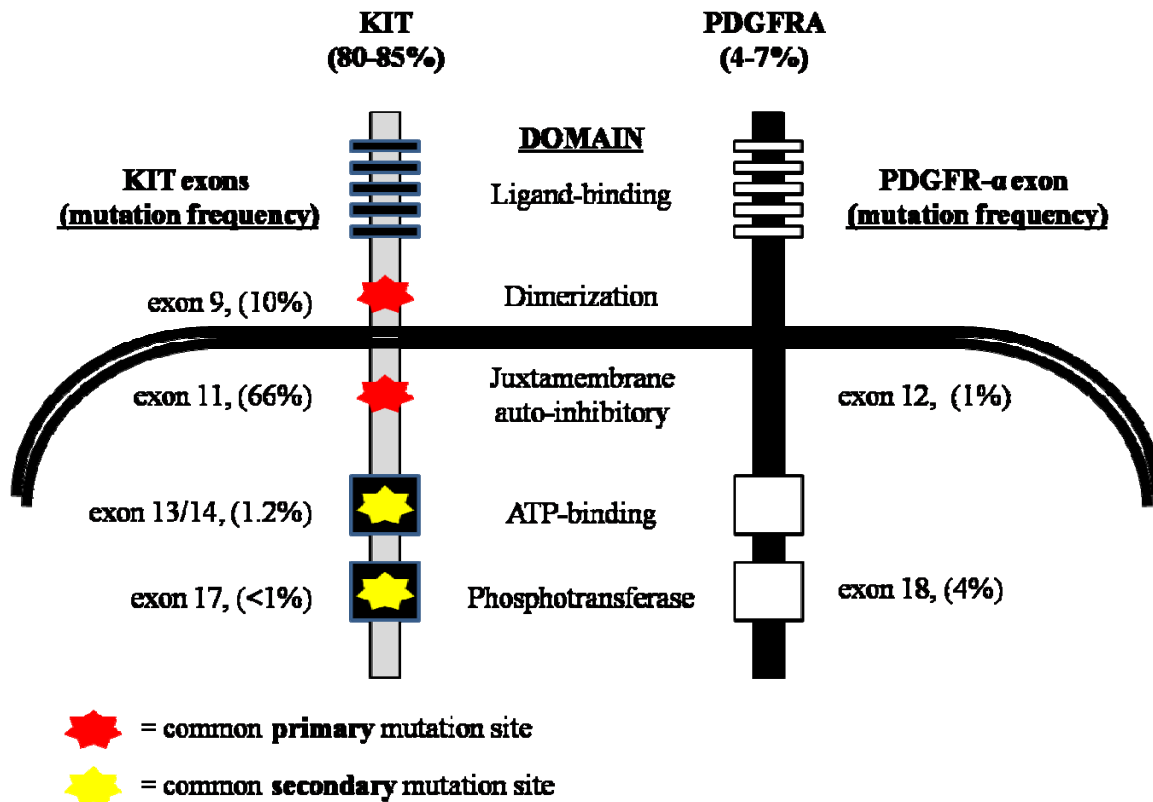 KIT
(80-85%)
PDGFRA
(4-7%)
DOMAIN
KIT exons
(mutation frequency)
Ligand-binding
PDGFR-α exon
(mutation frequency)
exon 9, (10%)
Dimerization
exon 11, (66%)
Juxtamembrane
auto-inhibitory
exon 12, (1%)
exon 13/14, (1.2%)
ATP-binding
exon 17, (<1%)
Phosphotransferase
exon 18, (4%)
= common primary mutation site
= common secondary mutation site